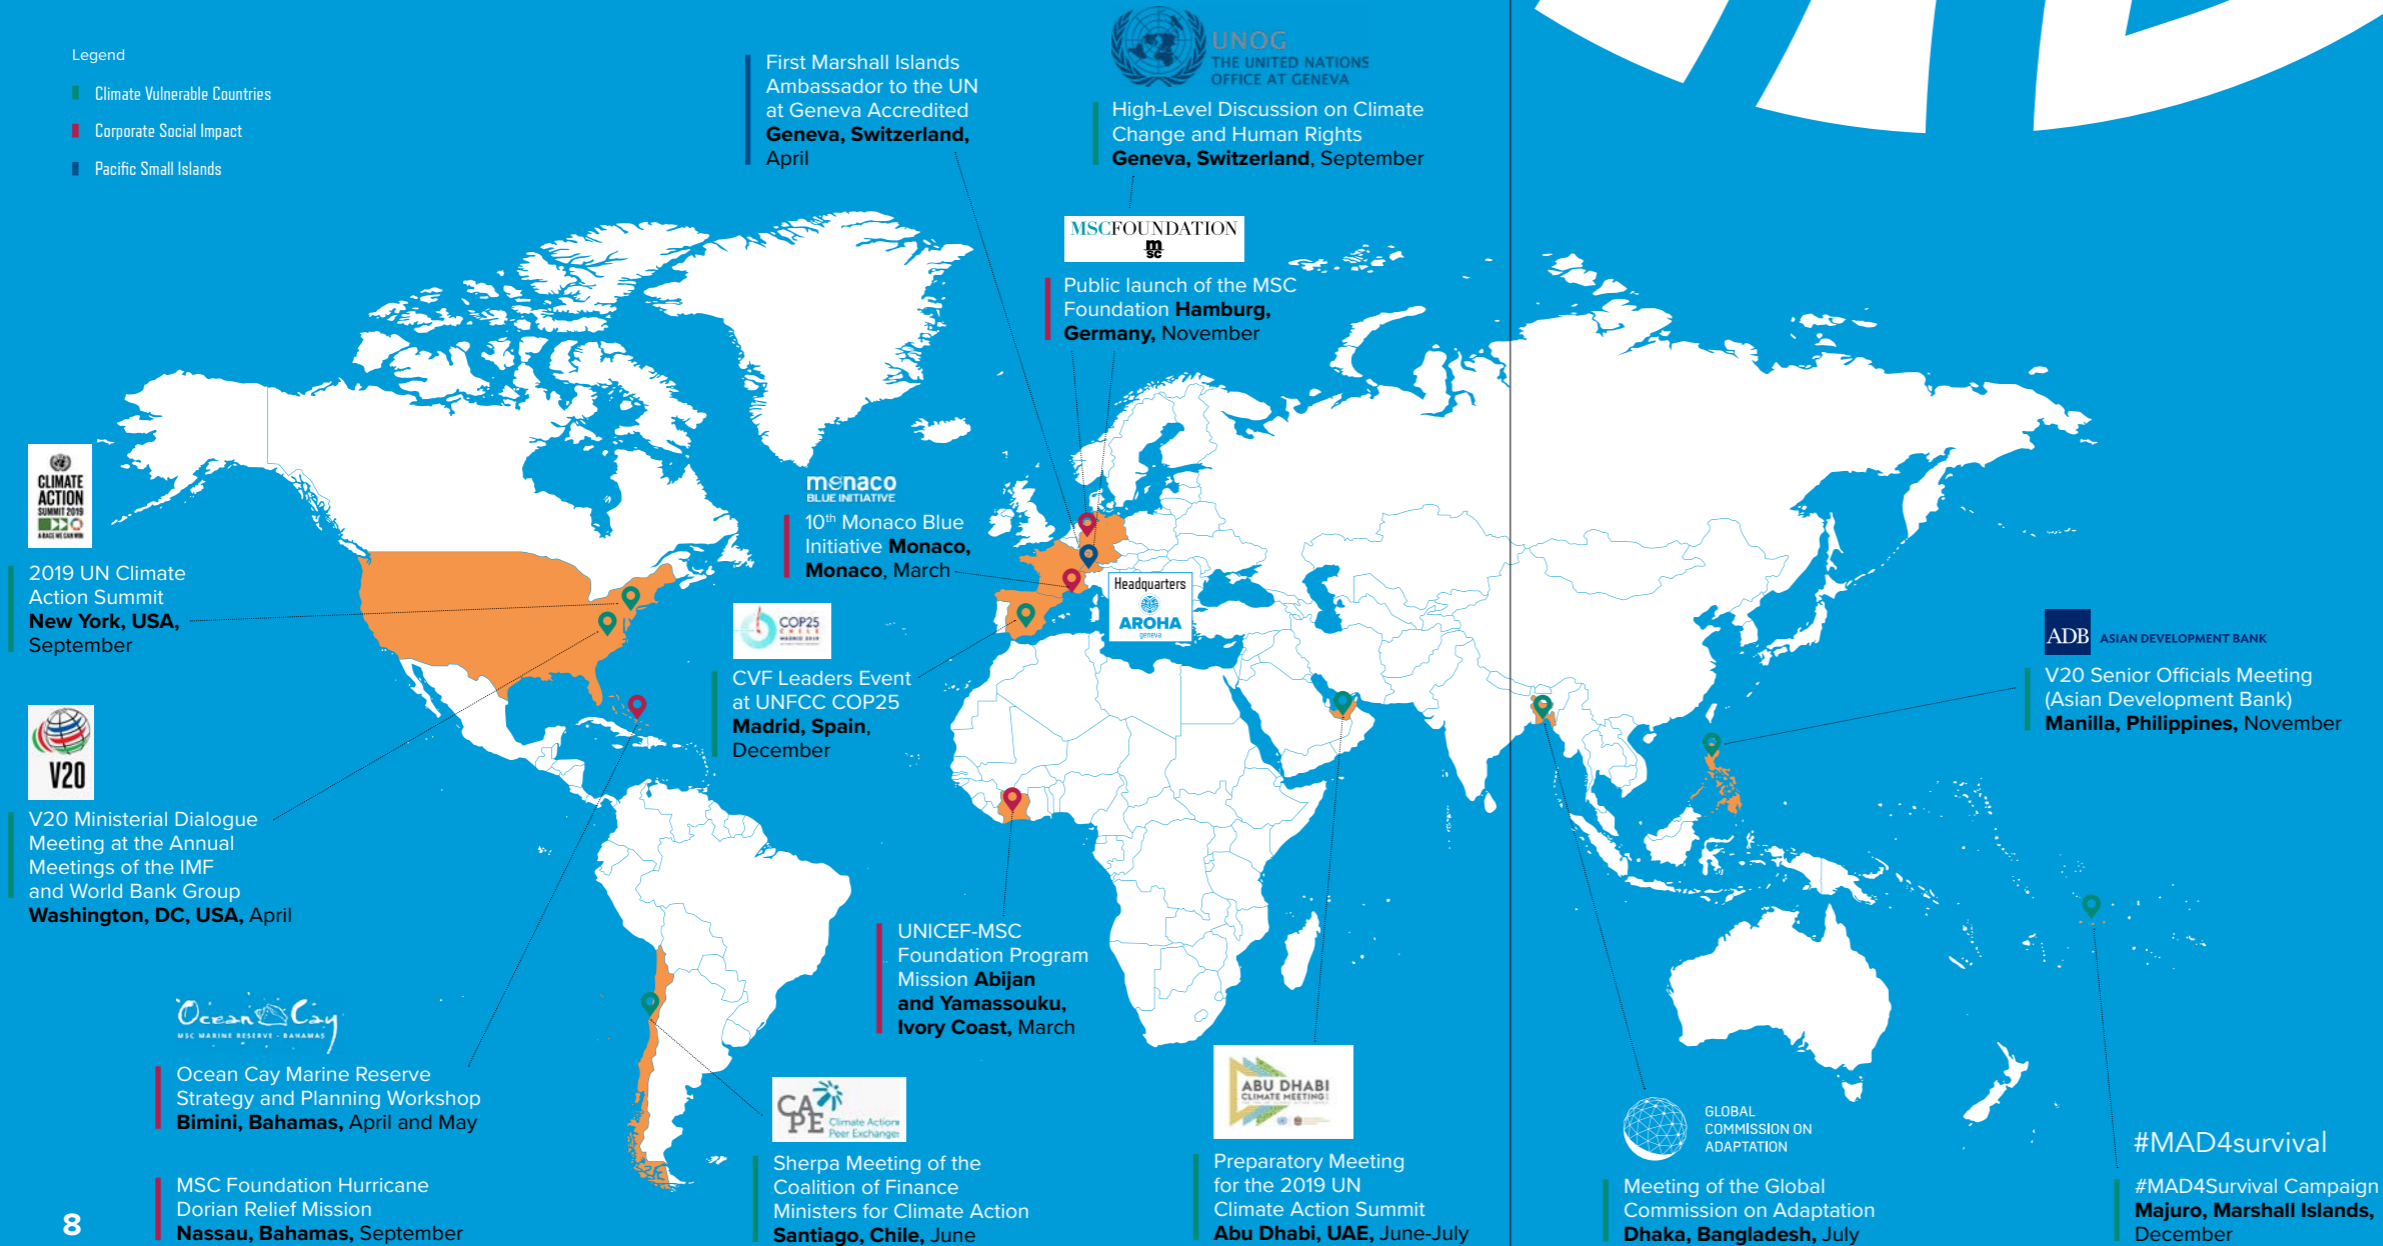 Legend
Climate Vulnerable Countries
Corporate Social Impact
Pacific Small Islands
First Marshall Islands
Ambassador to the UN
at Geneva Accredited
Geneva, Switzerland,
April
UNOG
THE UNITED NATIONS
OFFICE AT GENEVA
High-Level Discussion on Climate
Change and Human Rights
Geneva, Switzerland, September
MSCFOUNDATION
msc
Public launch of the MSC
Foundation Hamburg,
Germany, November
CLIMATE
ACTION
SUMMIT 2019
A RACE WE CAN WIN
2019 UN Climate
Action Summit
New York, USA,
September
monaco
BLUE INITIATIVE
10th Monaco Blue
Initiative Monaco,
Monaco, March
Headquarters
AROHA
geneva
COP25
CHILE
MADRID 2019
CVF Leaders Event
at UNFCC COP25
Madrid, Spain,
December
ADB ASIAN DEVELOPMENT BANK
V20 Senior Officials Meeting
(Asian Development Bank)
Manilla, Philippines, November
V20
V20 Ministerial Dialogue
Meeting at the Annual
Meetings of the IMF
and World Bank Group
Washington, DC, USA, April
UNICEF-MSC
Foundation Program
Mission Abijan
and Yamassouku,
Ivory Coast, March
Ocean Cay
MSC MARINE RESERVE - BAHAMAS
Ocean Cay Marine Reserve
Strategy and Planning Workshop
Bimini, Bahamas, April and May
MSC Foundation Hurricane
Dorian Relief Mission
Nassau, Bahamas, September
CAPE
Climate Action
Peer Exchange
Sherpa Meeting of the
Coalition of Finance
Ministers for Climate Action
Santiago, Chile, June
ABU DHABI
CLIMATE MEETING
Preparatory Meeting
for the 2019 UN
Climate Action Summit
Abu Dhabi, UAE, June-July
GLOBAL
COMMISSION ON
ADAPTATION
Meeting of the Global
Commission on Adaptation
Dhaka, Bangladesh, July
#MAD4survival
#MAD4Survival Campaign
Majuro, Marshall Islands,
December
8